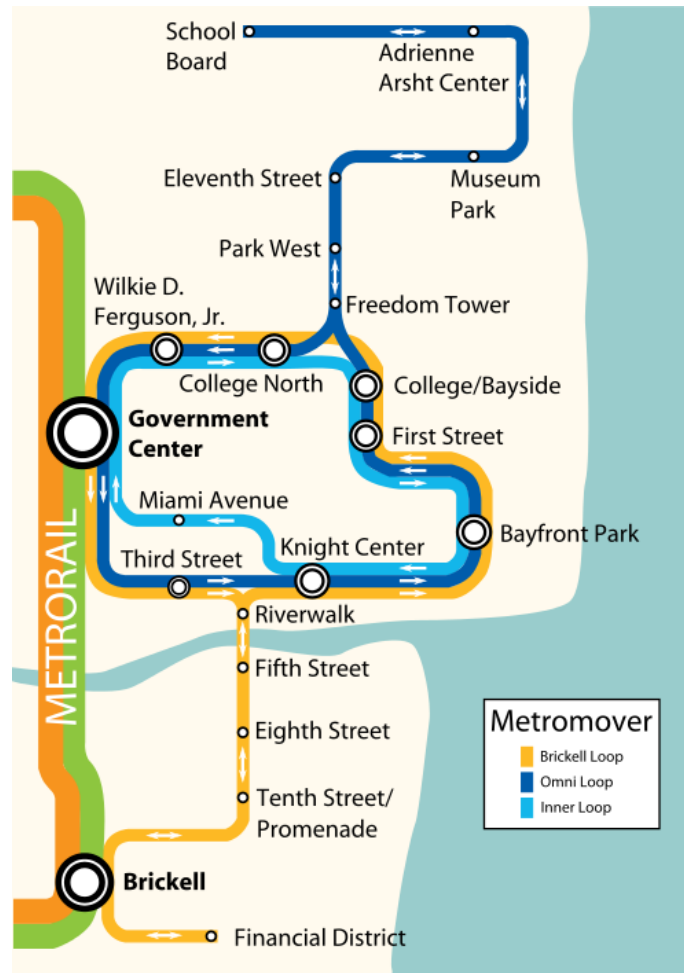 School
Board
Adrienne
Arsht Center
Eleventh Street
Museum
Park
Park West
Wilkie D.
Ferguson, Jr.
Freedom Tower
College North
College/Bayside
Government
Center
First Street
Miami Avenue
Knight Center
Bayfront Park
Third Street
Riverwalk
METRORAIL
Fifth Street
Eighth Street
Tenth Street/
Promenade
Brickell
Financial District
Metromover
Brickell Loop
Omni Loop
Inner Loop